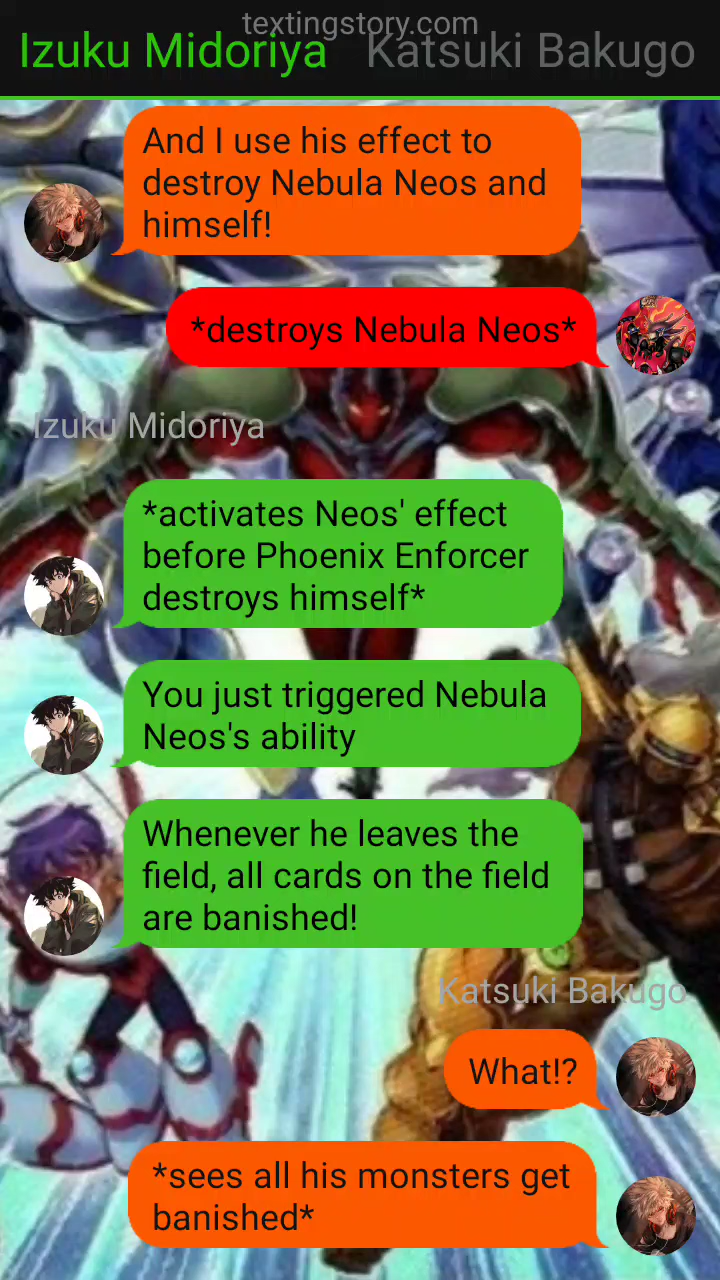 textingstory.com
Izuku Midoriya Katsuki Bakugo
And I use his effect to
destroy Nebula Neos and
himself!
*destroys Nebula Neos*
Izuku Midoriya
*activates Neos' effect
before Phoenix Enforcer
destroys himself*
You just triggered Nebula
Neos's ability
Whenever he leaves the
field, all cards on the field
are banished!
Katsuki Bakugo
What!?
*sees all his monsters get
banished*